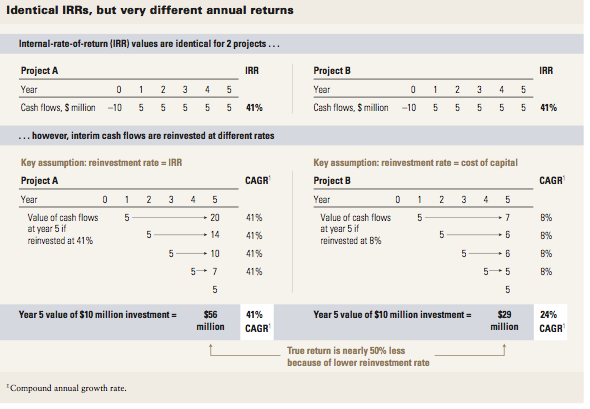 Identical IRRs, but very different annual returns
Internal-rate-of-return (IRR) values are identical for 2 projects . . .
Project A IRR
Year 0 1 2 3 4 5
Cash flows, $ million –10 5 5 5 5 5 41%
Project B IRR
Year 0 1 2 3 4 5
Cash flows, $ million –10 5 5 5 5 5 41%
. . . however, interim cash flows are reinvested at different rates
Key assumption: reinvestment rate = IRR
Project A CAGR¹
Year 0 1 2 3 4 5
Value of cash flows 5 20 41%
at year 5 if 5 14 41%
reinvested at 41%
5 10 41%
5 7 41%
5
Year 5 value of $10 million investment = $56 41%
million CAGR¹
Key assumption: reinvestment rate = cost of capital
Project B CAGR¹
Year 0 1 2 3 4 5
Value of cash flows 5 7 8%
at year 5 if 5 6 8%
reinvested at 8%
5 6 8%
5 5 8%
5
Year 5 value of $10 million investment = $29 24%
million CAGR¹
True return is nearly 50% less
because of lower reinvestment rate
¹Compound annual growth rate.